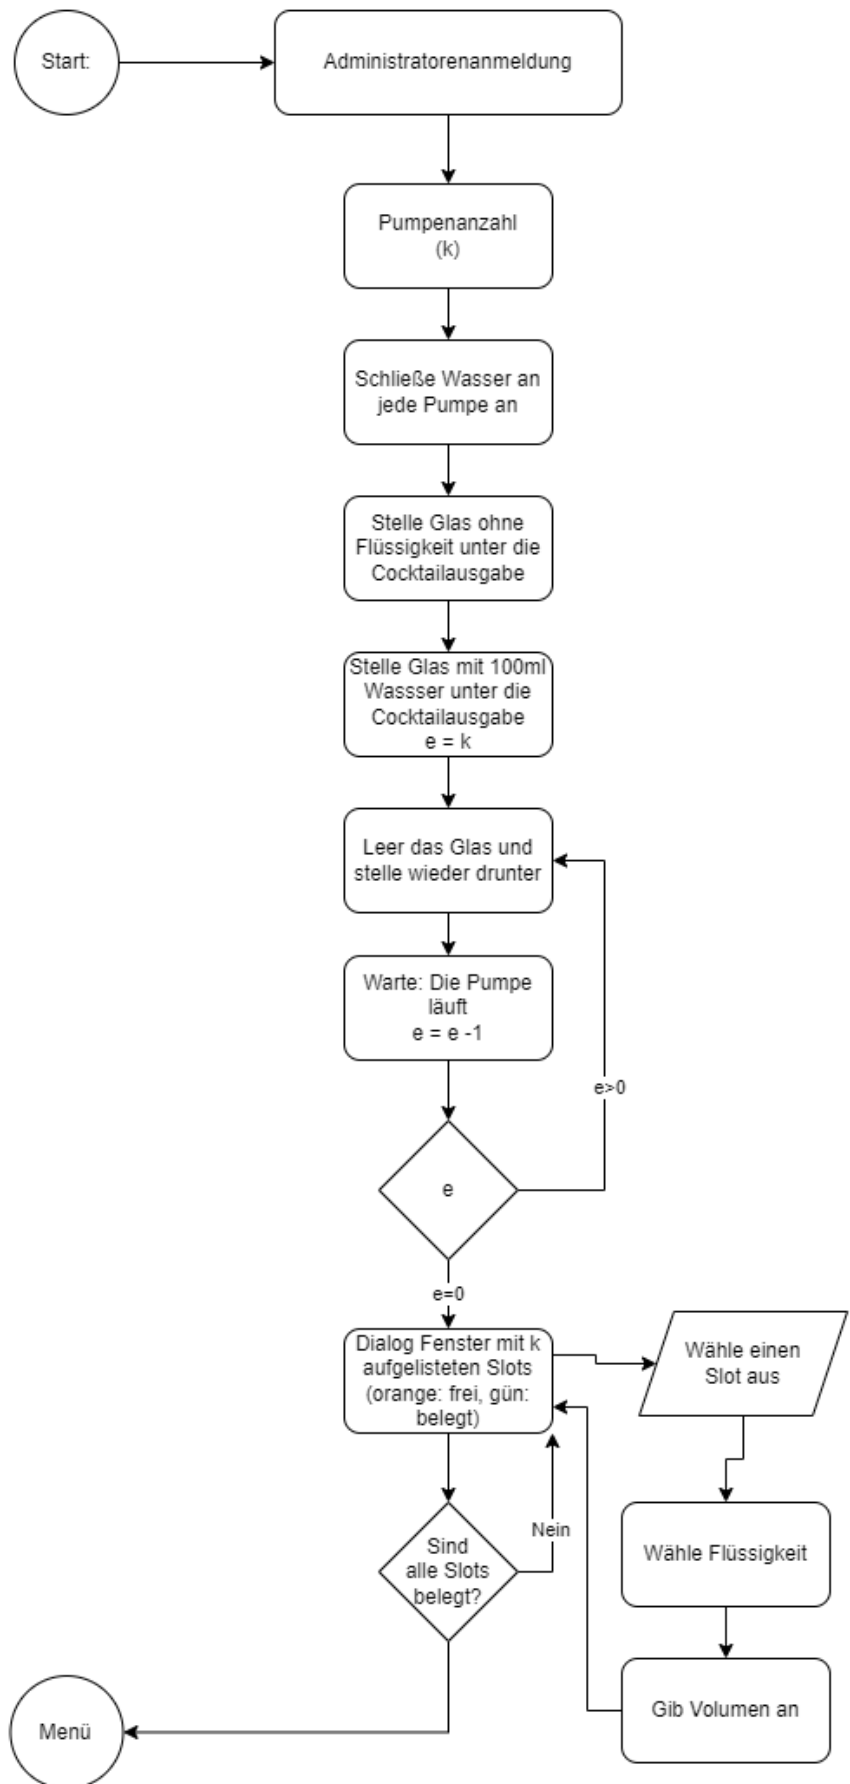 Start:
Administratorenanmeldung
Pumpenanzahl
(k)
Schließe Wasser an
jede Pumpe an
Stelle Glas ohne
Flüssigkeit unter die
Cocktailausgabe
Stelle Glas mit 100ml
Wassser unter die
Cocktailausgabe
e = k
Leer das Glas und
stelle wieder drunter
Warte: Die Pumpe
läuft
e = e -1
e>0
e
e=0
Dialog Fenster mit k
aufgelisteten Slots
(orange: frei, gün:
belegt)
Wähle einen
Slot aus
Nein
Sind
alle Slots
belegt?
Wähle Flüssigkeit
Gib Volumen an
Menü